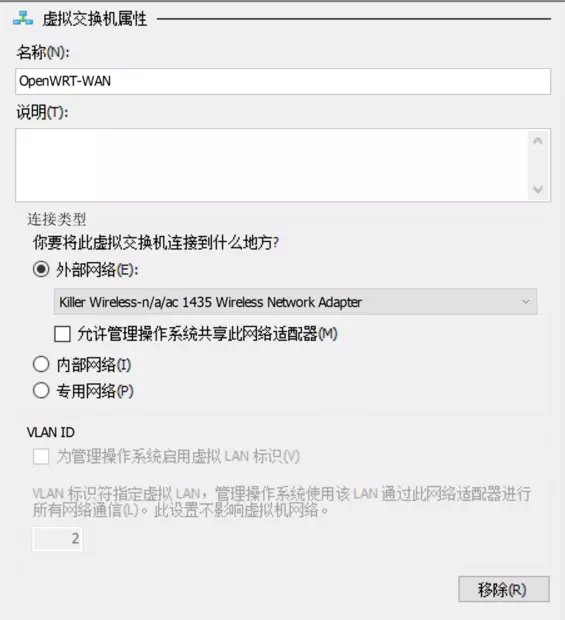 虚拟交换机属性
名称(N):
OpenWRT-WAN
说明(T):
连接类型
你要将此虚拟交换机连接到什么地方?
外部网络(E):
Killer Wireless-n/a/ac 1435 Wireless Network Adapter
允许管理操作系统共享此网络适配器(M)
内部网络(I)
专用网络(P)
VLAN ID
为管理操作系统启用虚拟 LAN 标识(V)
VLAN 标识符指定虚拟 LAN，管理操作系统使用该 LAN 通过此网络适配器进行
所有网络通信(L)。此设置不影响虚拟机网络。
2
移除(R)